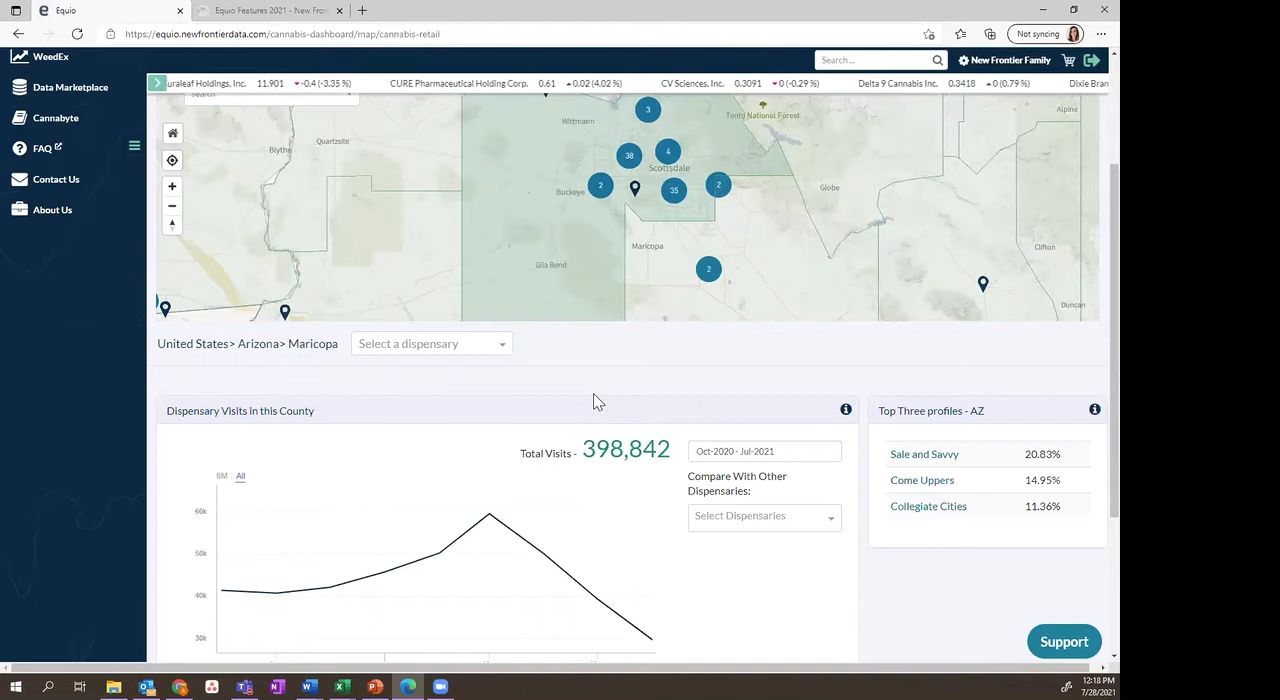 Equio
Equio Features 2021 - New Fron
https://equio.newfrontierdata.com/cannabis-dashboard/map/cannabis-retail
Not syncing
WeedEx
Search ...
New Frontier Family
uraleaf Holdings, Inc. 11.901 -0.4 (-3.35 %) CURE Pharmaceutical Holding Corp. 0.61 0.02 (4.02 %) CV Sciences, Inc. 0.3091 0 (-0.29 %) Delta 9 Cannabis Inc. 0.3418 0 (0.79 %) Dixie Bran
Data Marketplace
Cannabyte
FAQ
Contact Us
About Us
Search
3
Tonto National Forest
Alpine
Wittmann
Quartzsite
Blythe
38
4
Scottsdale
Buckeye
2
35
2
Globe
Maricopa
Gila Bend
2
Clifton
Duncan
United States> Arizona> Maricopa
Select a dispensary
Dispensary Visits in this County
Total Visits - 398,842
Oct-2020 - Jul-2021
6M
All
Compare With Other
Dispensaries:
Select Dispensaries
60k
50k
40k
30k
Top Three profiles - AZ
Sale and Savvy 20.83%
Come Uppers 14.95%
Collegiate Cities 11.36%
Support
12:18 PM
7/28/2021